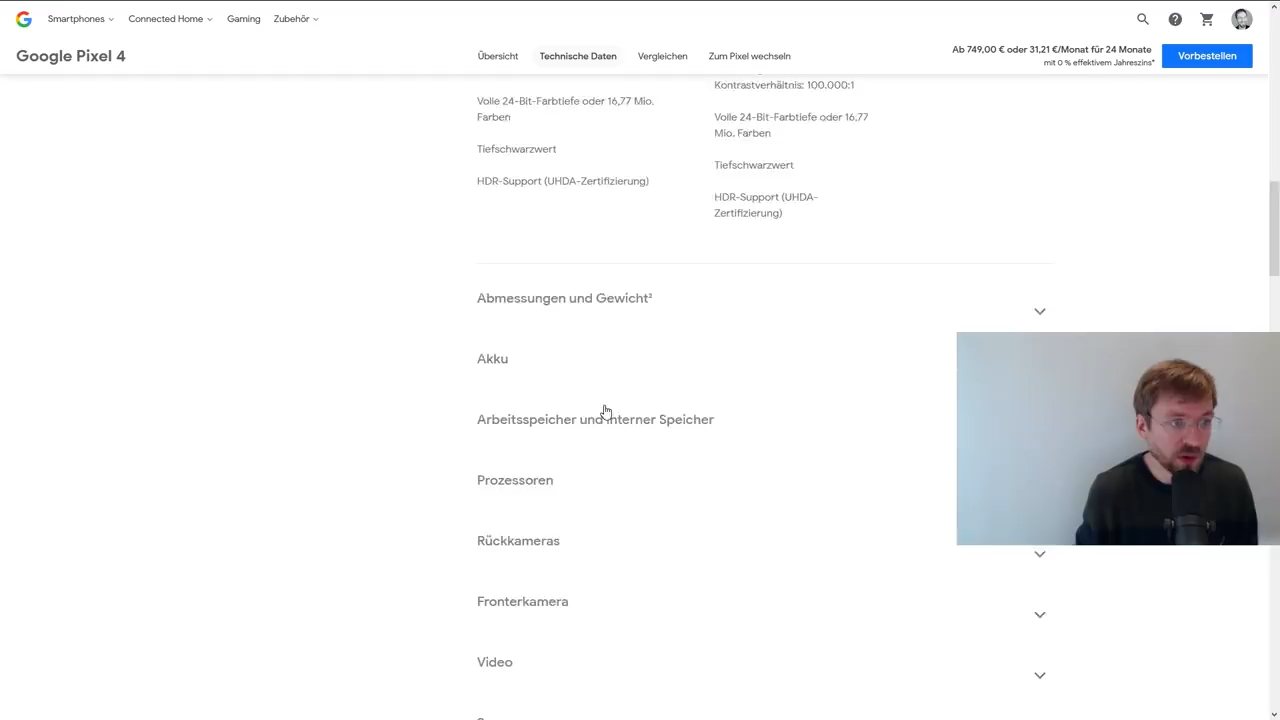 Smartphones
Connected Home
Gaming
Zubehör
Google Pixel 4
Übersicht
Technische Daten
Vergleichen
Zum Pixel wechseln
Ab 749,00 € oder 31,21 €/Monat für 24 Monate
mit 0 % effektivem Jahreszins*
Vorbestellen
Volle 24-Bit-Farbtiefe oder 16,77 Mio.
Farben
Tiefschwarzwert
HDR-Support (UHDA-Zertifizierung)
Kontrastverhältnis: 100.000:1
Volle 24-Bit-Farbtiefe oder 16,77
Mio. Farben
Tiefschwarzwert
HDR-Support (UHDA-
Zertifizierung)
Abmessungen und Gewicht³
Akku
Arbeitsspeicher und interner Speicher
Prozessoren
Rückkameras
Fronterkamera
Video